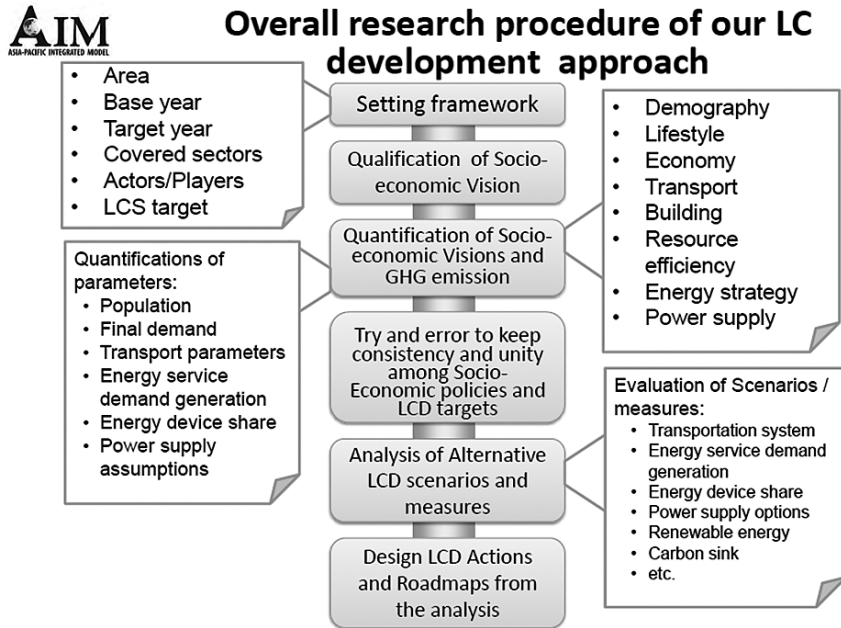 AIM
ASIA-PACIFIC INTEGRATED MODEL
Overall research procedure of our LC
development approach
• Area
• Base year
• Target year
• Covered sectors
• Actors/Players
• LCS target
Setting framework
Qualification of Socio-
economic Vision
Quantification of Socio-
economic Visions and
GHG emission
Try and error to keep
consistency and unity
among Socio-
Economic policies and
LCD targets
Analysis of Alternative
LCD scenarios and
measures
Design LCD Actions
and Roadmaps from
the analysis
• Demography
• Lifestyle
• Economy
• Transport
• Building
• Resource
efficiency
• Energy strategy
• Power supply
Quantifications of
parameters:
• Population
• Final demand
• Transport parameters
• Energy service
demand generation
• Energy device share
• Power supply
assumptions
Evaluation of Scenarios /
measures:
• Transportation system
• Energy service demand
generation
• Energy device share
• Power supply options
• Renewable energy
• Carbon sink
• etc.